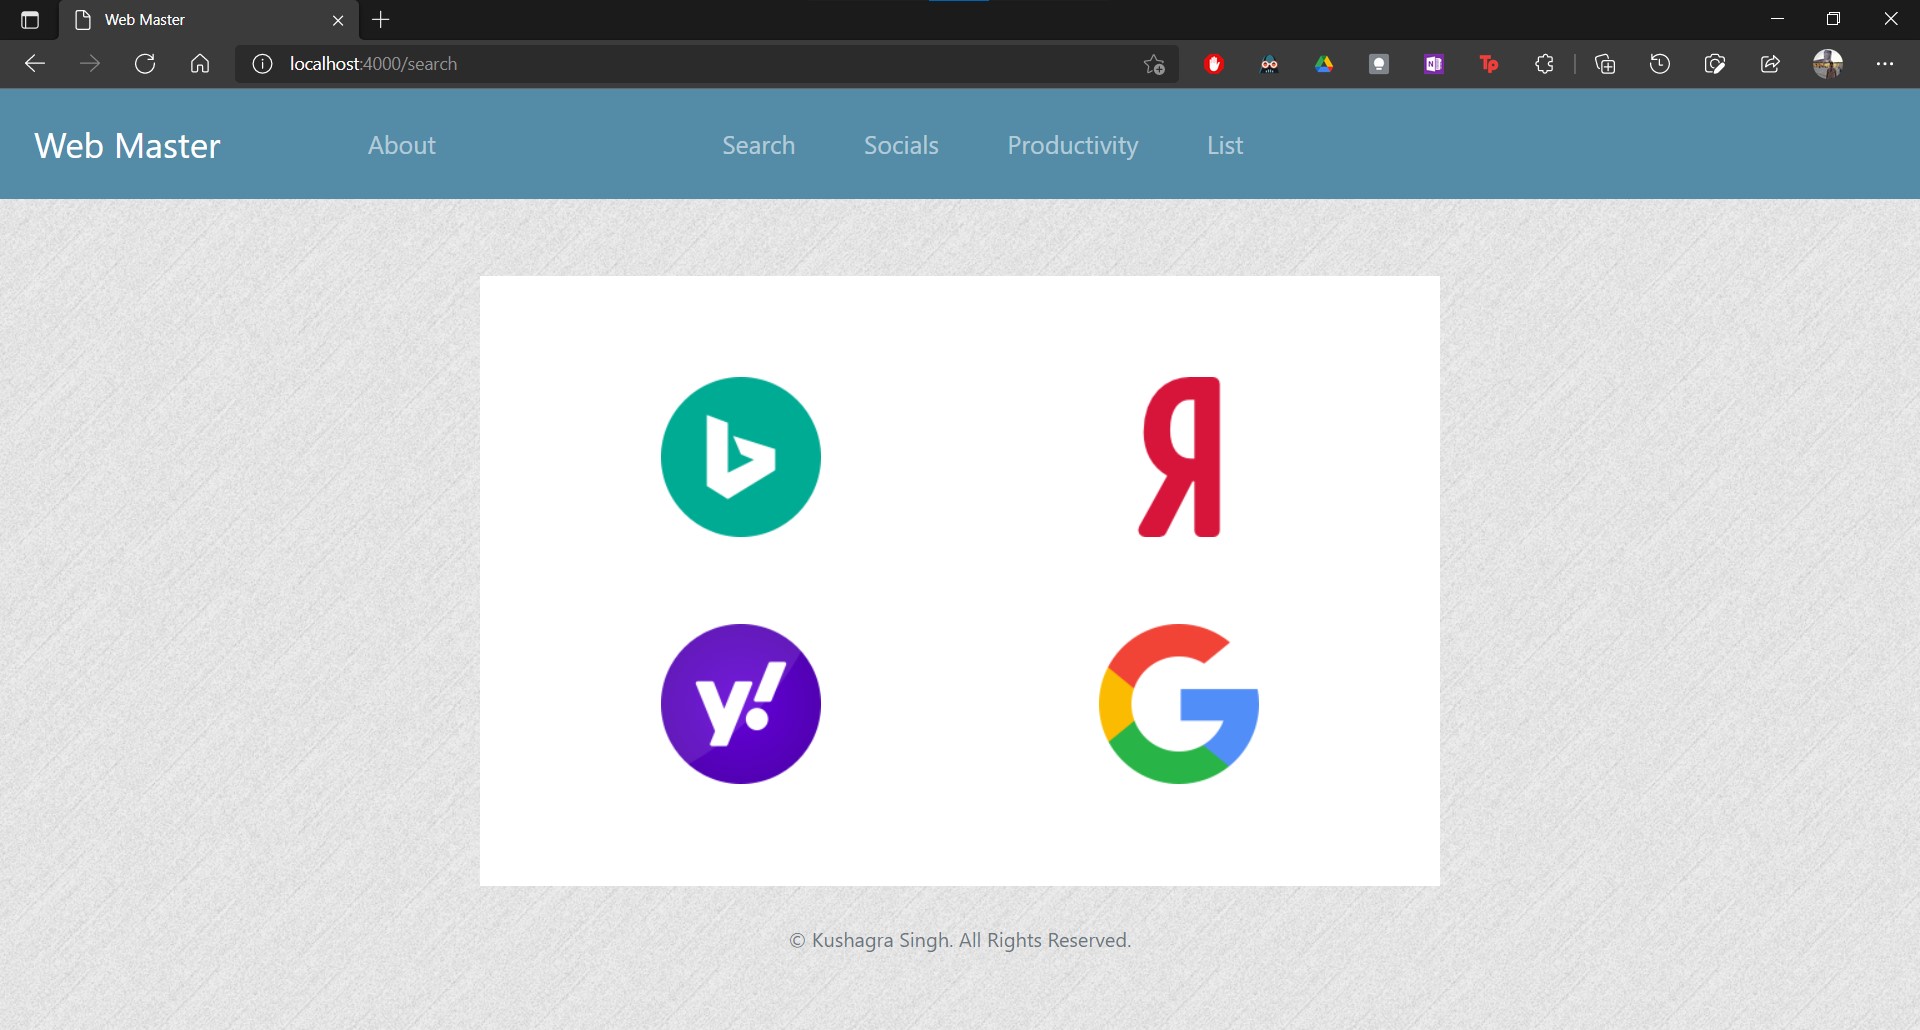 Web Master
localhost:4000/search
Web Master About Search Socials Productivity List
b Я
y! G
© Kushagra Singh. All Rights Reserved.